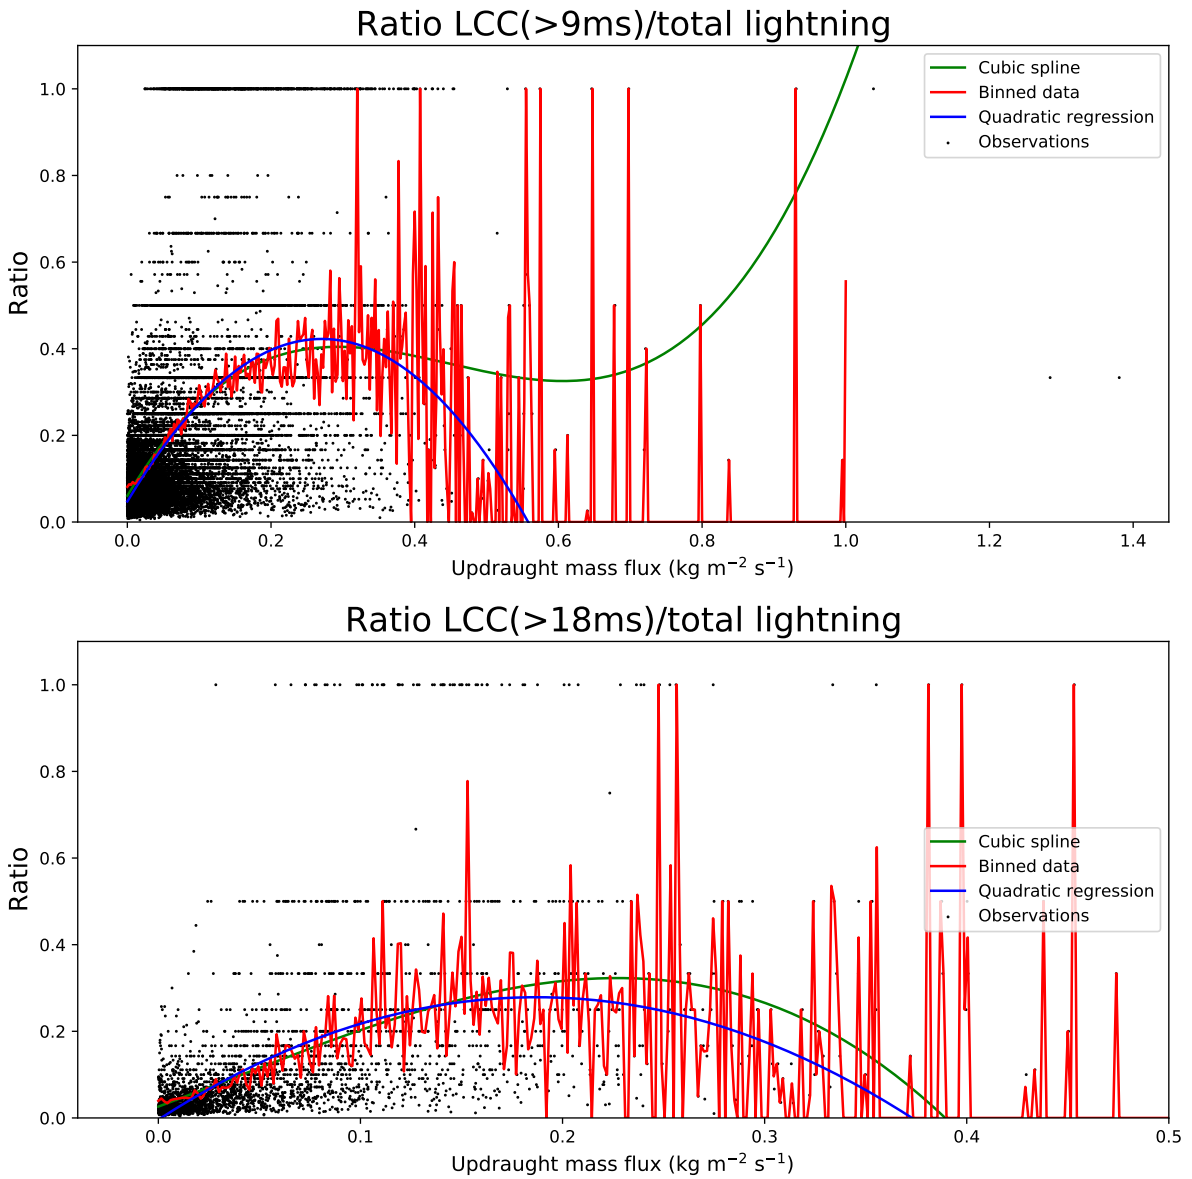 Ratio LCC(>9ms)/total lightning
Cubic spline
Binned data
Quadratic regression
Observations
Ratio
1.0
0.8
0.6
0.4
0.2
0.0
0.0 0.2 0.4 0.6 0.8 1.0 1.2 1.4
Updraught mass flux (kg m⁻² s⁻¹)
Ratio LCC(>18ms)/total lightning
Cubic spline
Binned data
Quadratic regression
Observations
Ratio
1.0
0.8
0.6
0.4
0.2
0.0
0.0 0.1 0.2 0.3 0.4 0.5
Updraught mass flux (kg m⁻² s⁻¹)